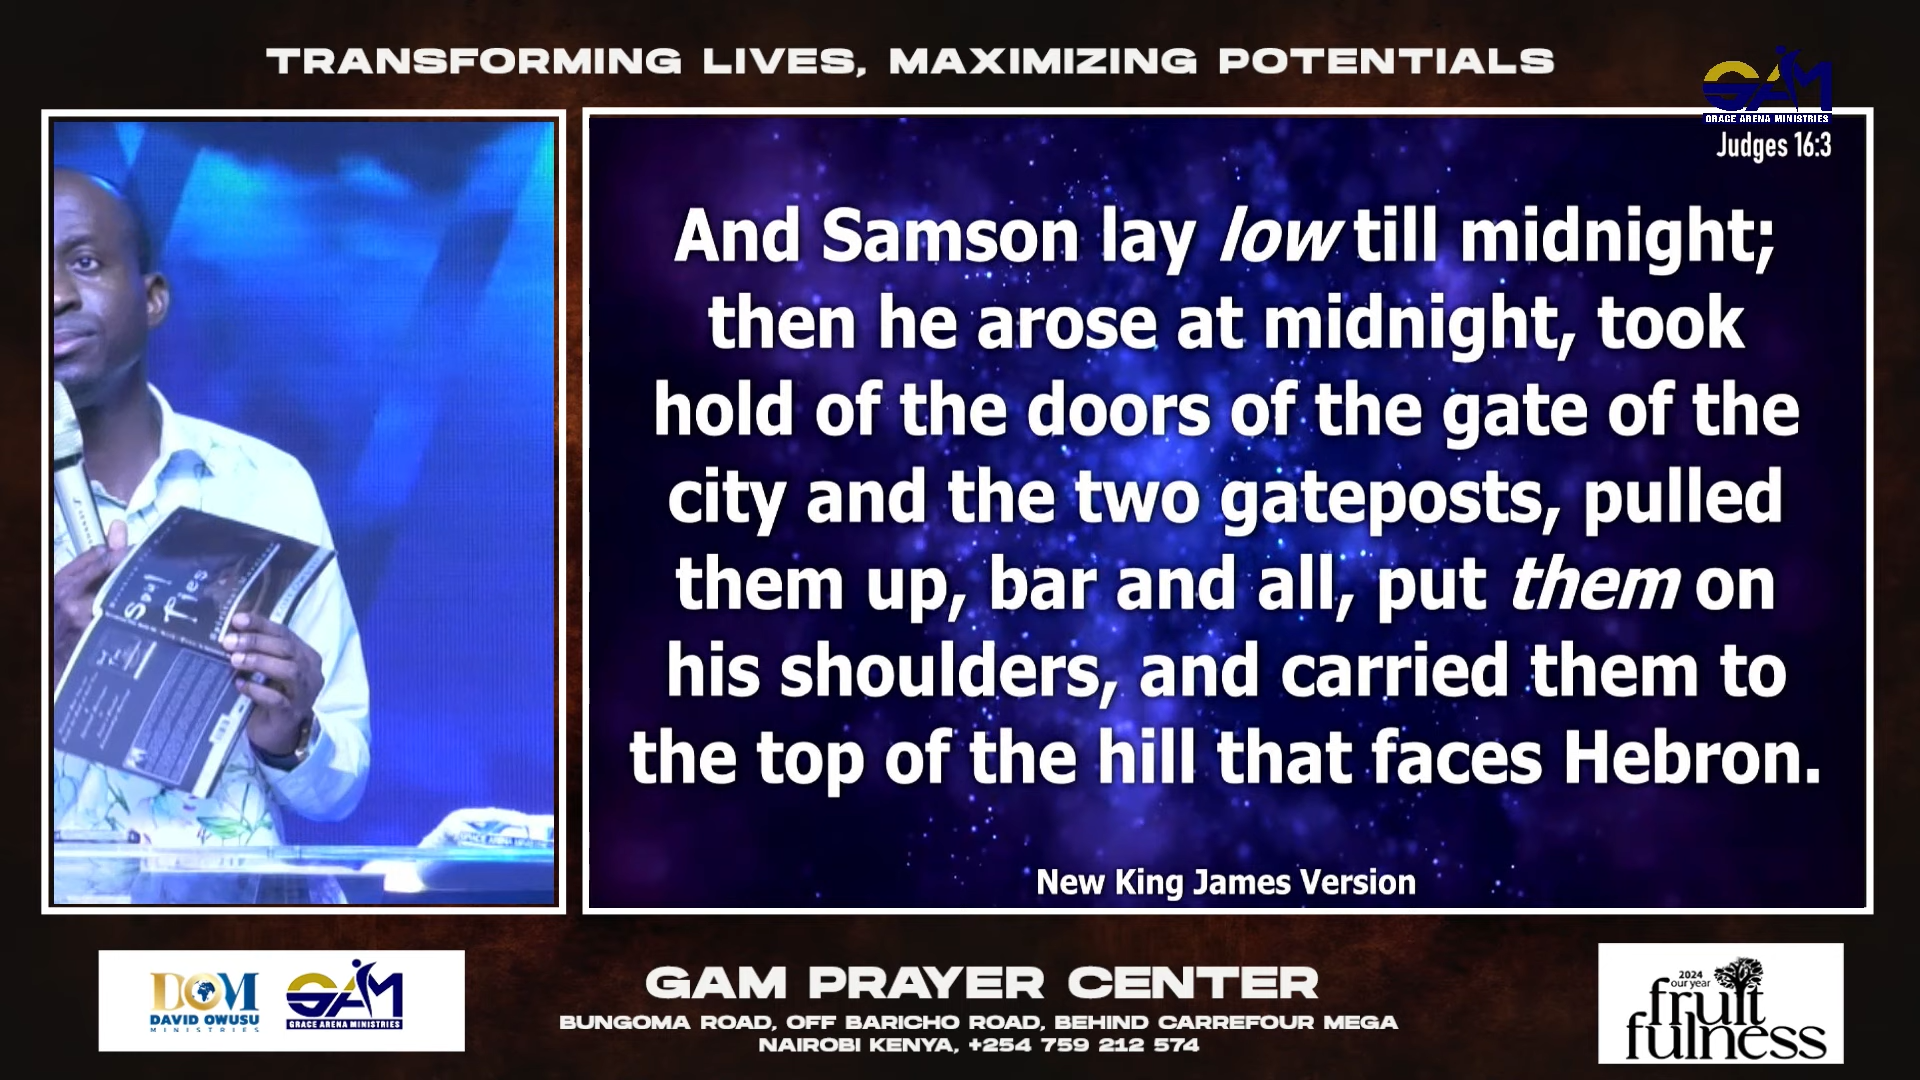 TRANSFORMING LIVES, MAXIMIZING POTENTIALS
GAM
GRACE ARENA MINISTRIES
Judges 16:3
And Samson lay low till midnight;
then he arose at midnight, took
hold of the doors of the gate of the
city and the two gateposts, pulled
them up, bar and all, put them on
his shoulders, and carried them to
the top of the hill that faces Hebron.
New King James Version
Soul
Ties
DOM
DAVID OWUSU
MINISTRIES
GAM
GRACE ARENA MINISTRIES
GAM PRAYER CENTER
BUNGOMA ROAD, OFF BARICHO ROAD, BEHIND CARREFOUR MEGA
NAIROBI KENYA, +254 759 212 574
2024
our year
fruit
fulness